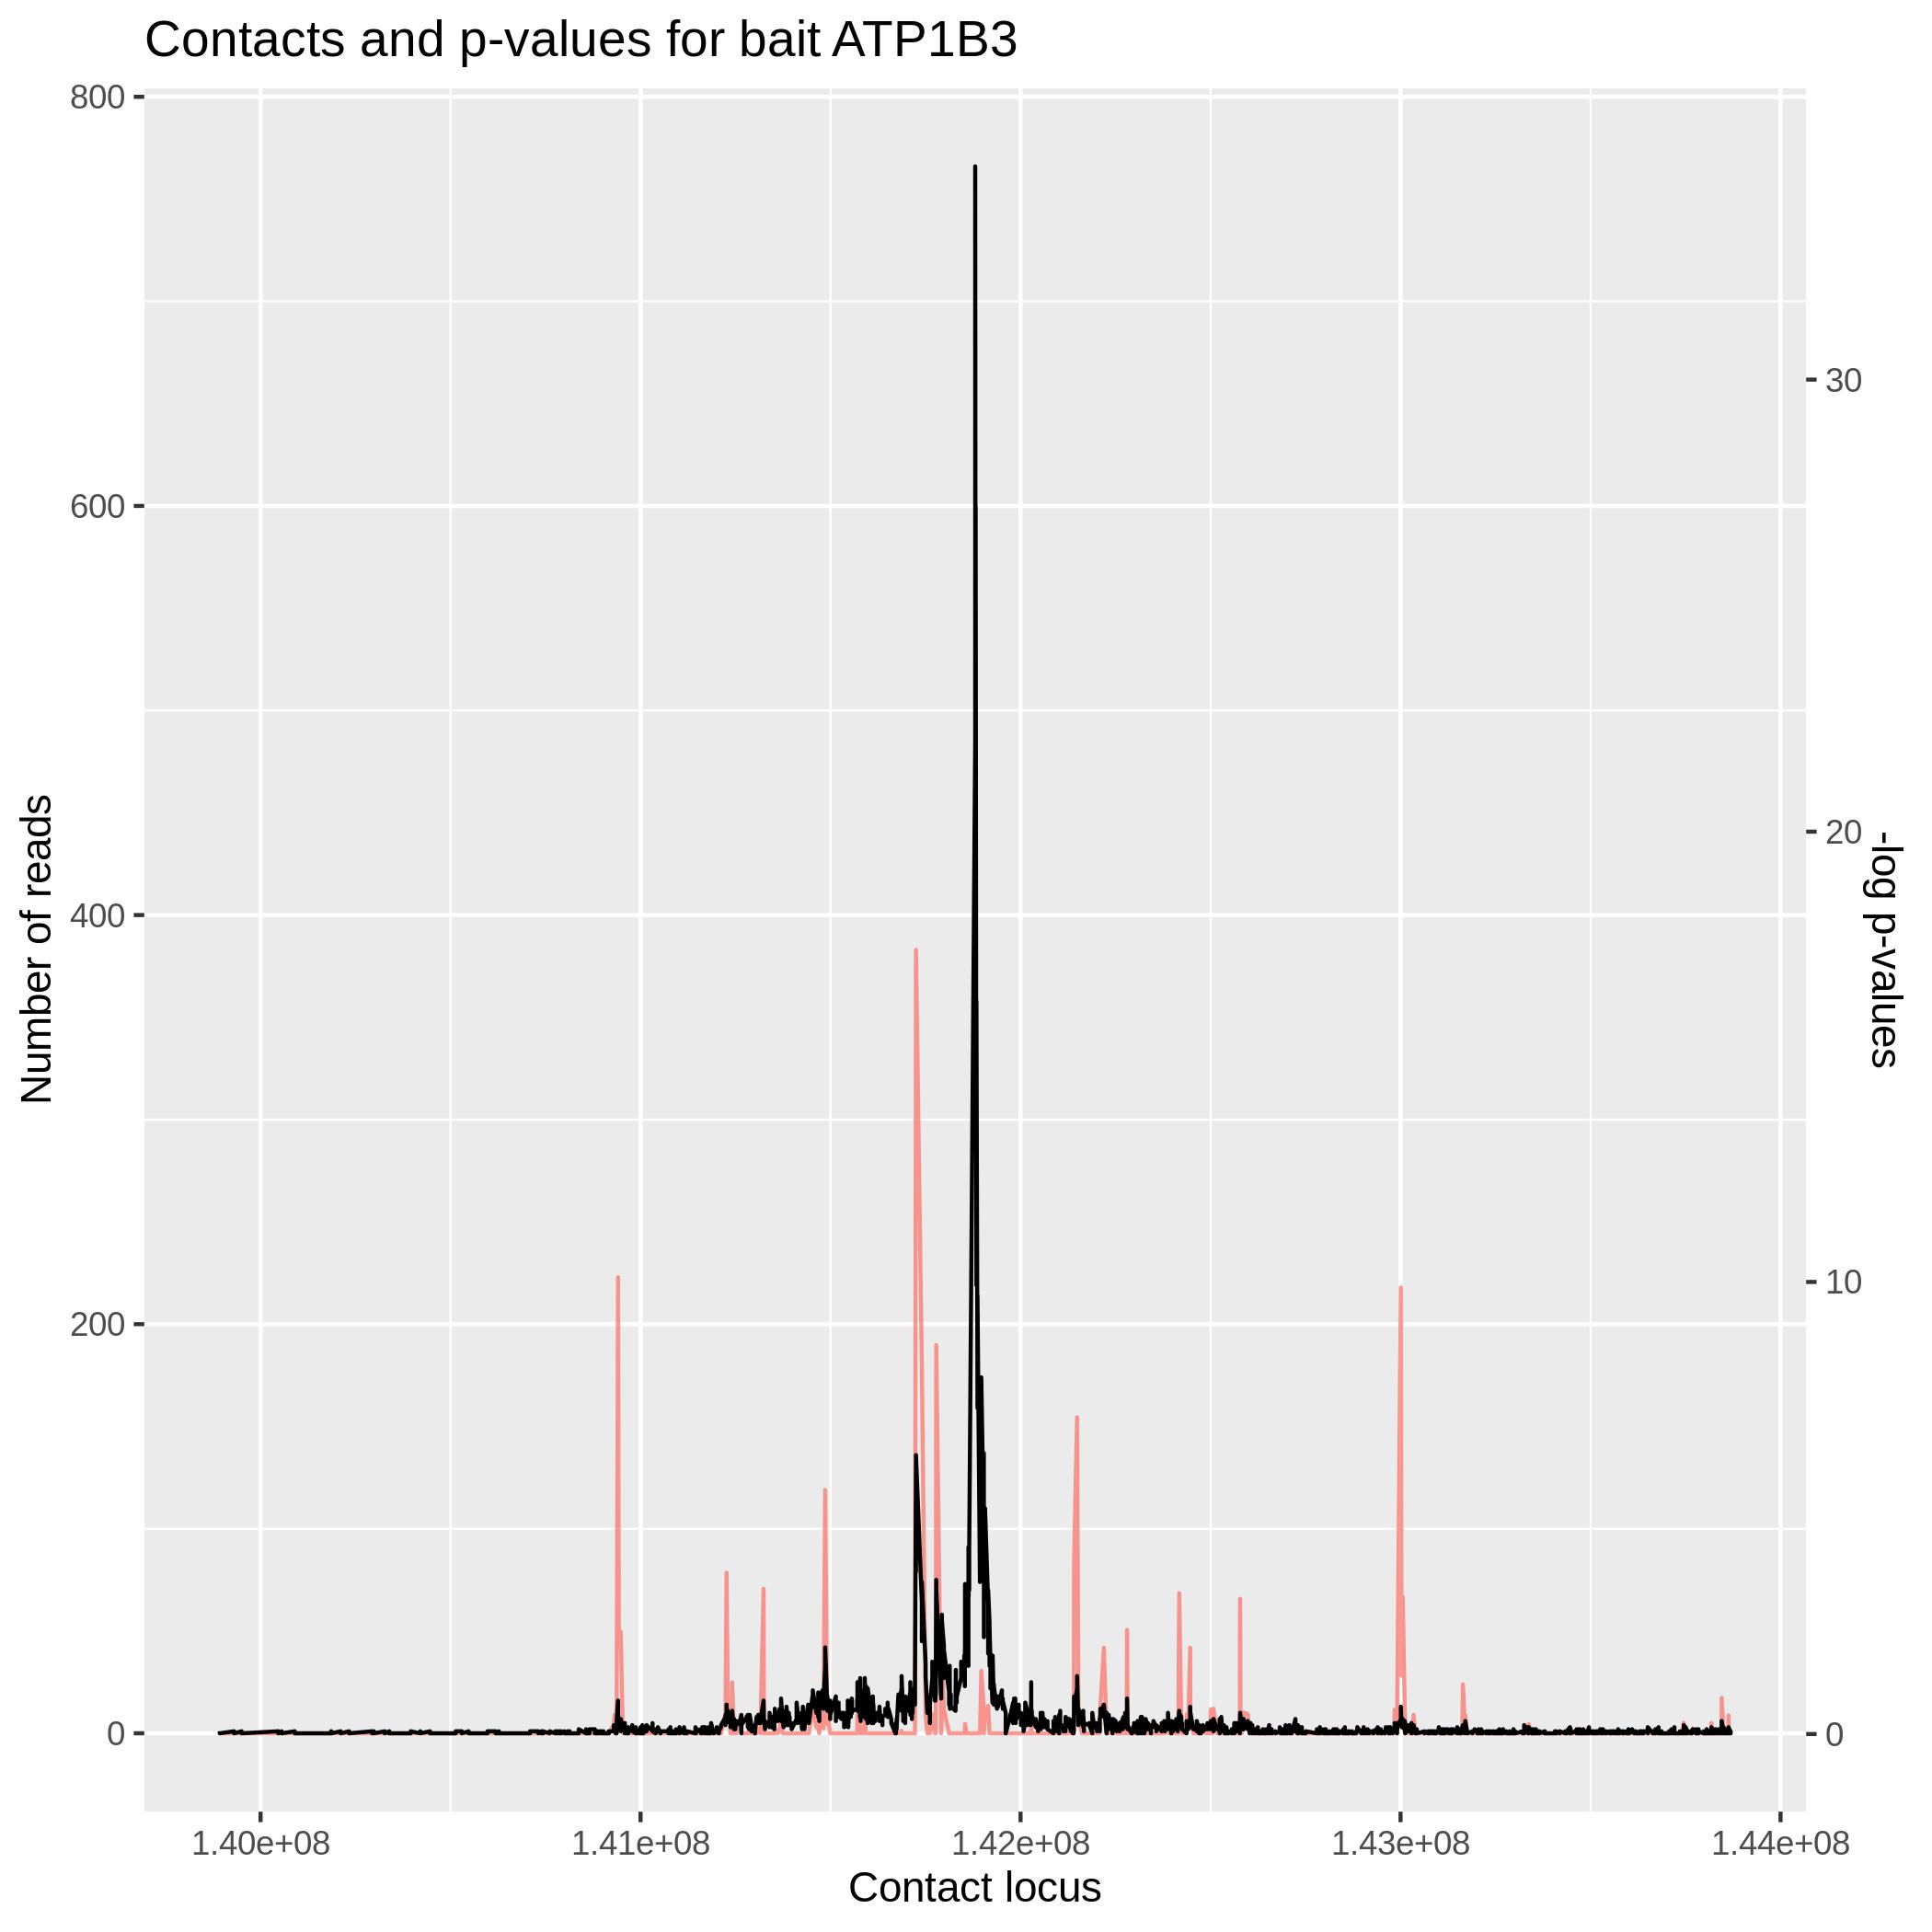 Contacts and p-values for bait ATP1B3
800
600
400
200
0
Number of reads
30
20
10
0
-log p-values
1.40e+08
1.41e+08
1.42e+08
1.43e+08
1.44e+08
Contact locus